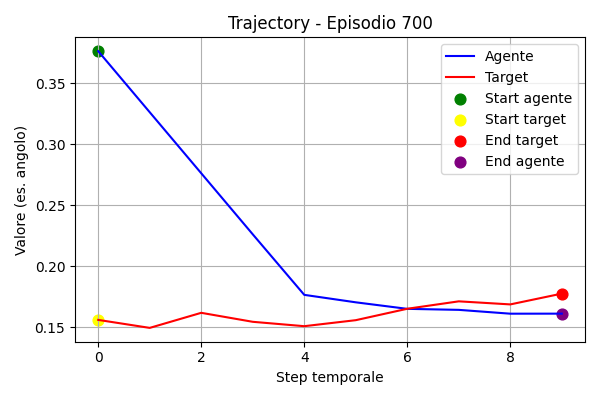 Trajectory - Episodio 700
Agente
Target
Start agente
Start target
End target
End agente
Valore (es. angolo)
0.35
0.30
0.25
0.20
0.15
0
2
4
6
8
Step temporale